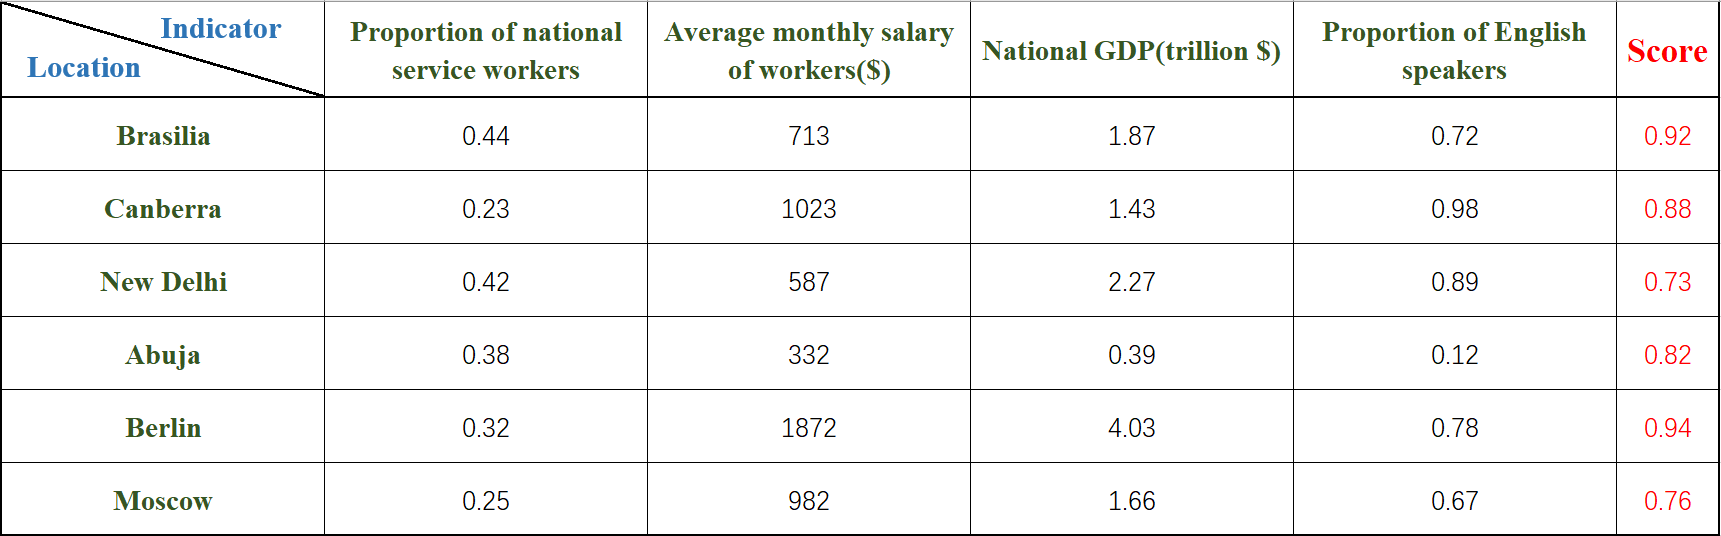 Indicator
Location
Proportion of national
service workers
Average monthly salary
of workers($)
National GDP(trillion $)
Proportion of English
speakers
Score
Brasilia 0.44 713 1.87 0.72 0.92
Canberra 0.23 1023 1.43 0.98 0.88
New Delhi 0.42 587 2.27 0.89 0.73
Abuja 0.38 332 0.39 0.12 0.82
Berlin 0.32 1872 4.03 0.78 0.94
Moscow 0.25 982 1.66 0.67 0.76